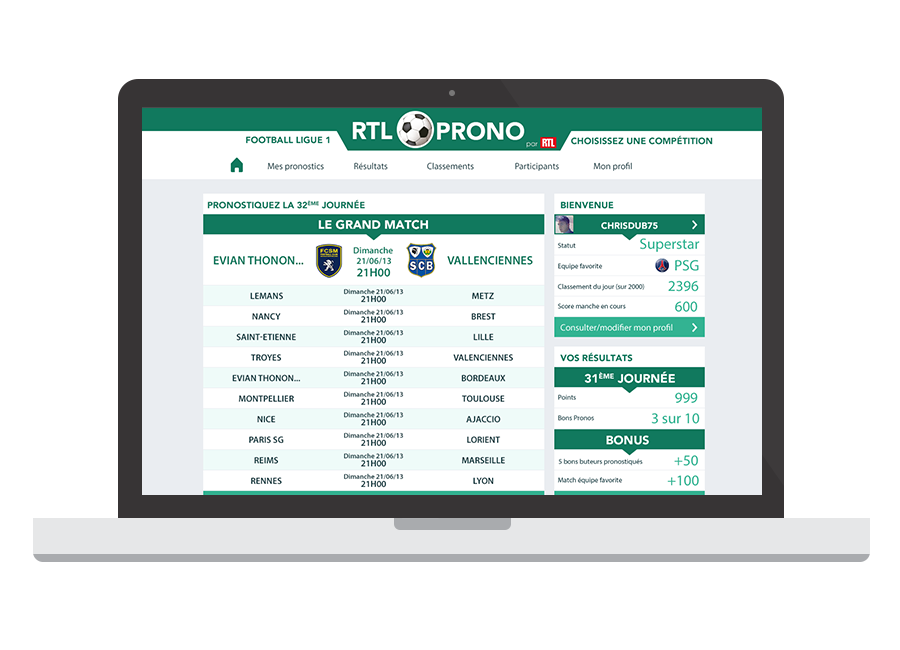 RTL PRONO
par RTL
FOOTBALL LIGUE 1
CHOISISSEZ UNE COMPÉTITION
Mes pronostics Résultats Classements Participants Mon profil
PRONOSTIQUEZ LA 32ÈME JOURNÉE
LE GRAND MATCH
EVIAN THONON... FCSM Dimanche 21/06/13 21H00 SCB VALLENCIENNES
LEMANS Dimanche 21/06/13 21H00 METZ
NANCY Dimanche 21/06/13 21H00 BREST
SAINT-ETIENNE Dimanche 21/06/13 21H00 LILLE
TROYES Dimanche 21/06/13 21H00 VALENCIENNES
EVIAN THONON... Dimanche 21/06/13 21H00 BORDEAUX
MONTPELLIER Dimanche 21/06/13 21H00 TOULOUSE
NICE Dimanche 21/06/13 21H00 AJACCIO
PARIS SG Dimanche 21/06/13 21H00 LORIENT
REIMS Dimanche 21/06/13 21H00 MARSEILLE
RENNES Dimanche 21/06/13 21H00 LYON
BIENVENUE
CHRISDUB75
Statut Superstar
Equipe favorite PSG
Classement du jour (sur 2000) 2396
Score manche en cours 600
Consulter/modifier mon profil
VOS RÉSULTATS
31ÈME JOURNÉE
Points 999
Bons Pronos 3 sur 10
BONUS
5 bons buteurs pronostiqués +50
Match équipe favorite +100